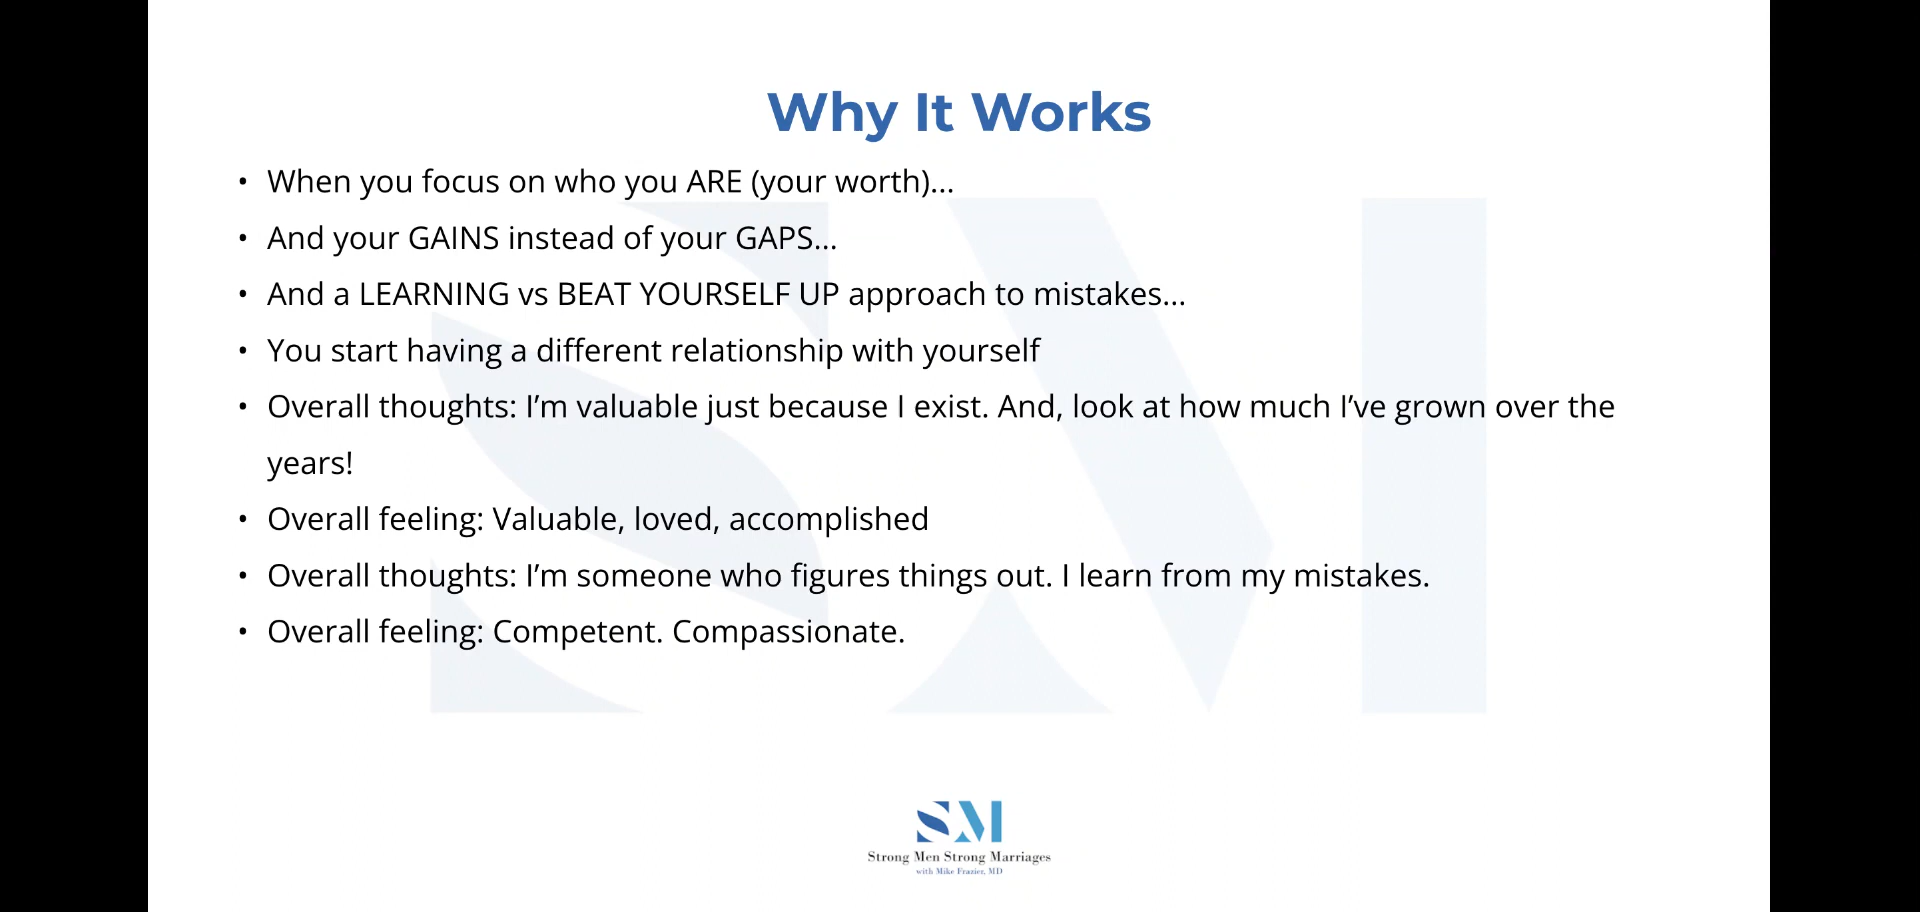 Why It Works
• When you focus on who you ARE (your worth)...
• And your GAINS instead of your GAPS...
• And a LEARNING vs BEAT YOURSELF UP approach to mistakes...
• You start having a different relationship with yourself
• Overall thoughts: I’m valuable just because I exist. And, look at how much I’ve grown over the
years!
• Overall feeling: Valuable, loved, accomplished
• Overall thoughts: I’m someone who figures things out. I learn from my mistakes.
• Overall feeling: Competent. Compassionate.
SM
Strong Men Strong Marriages
with Mike Frazier, MD